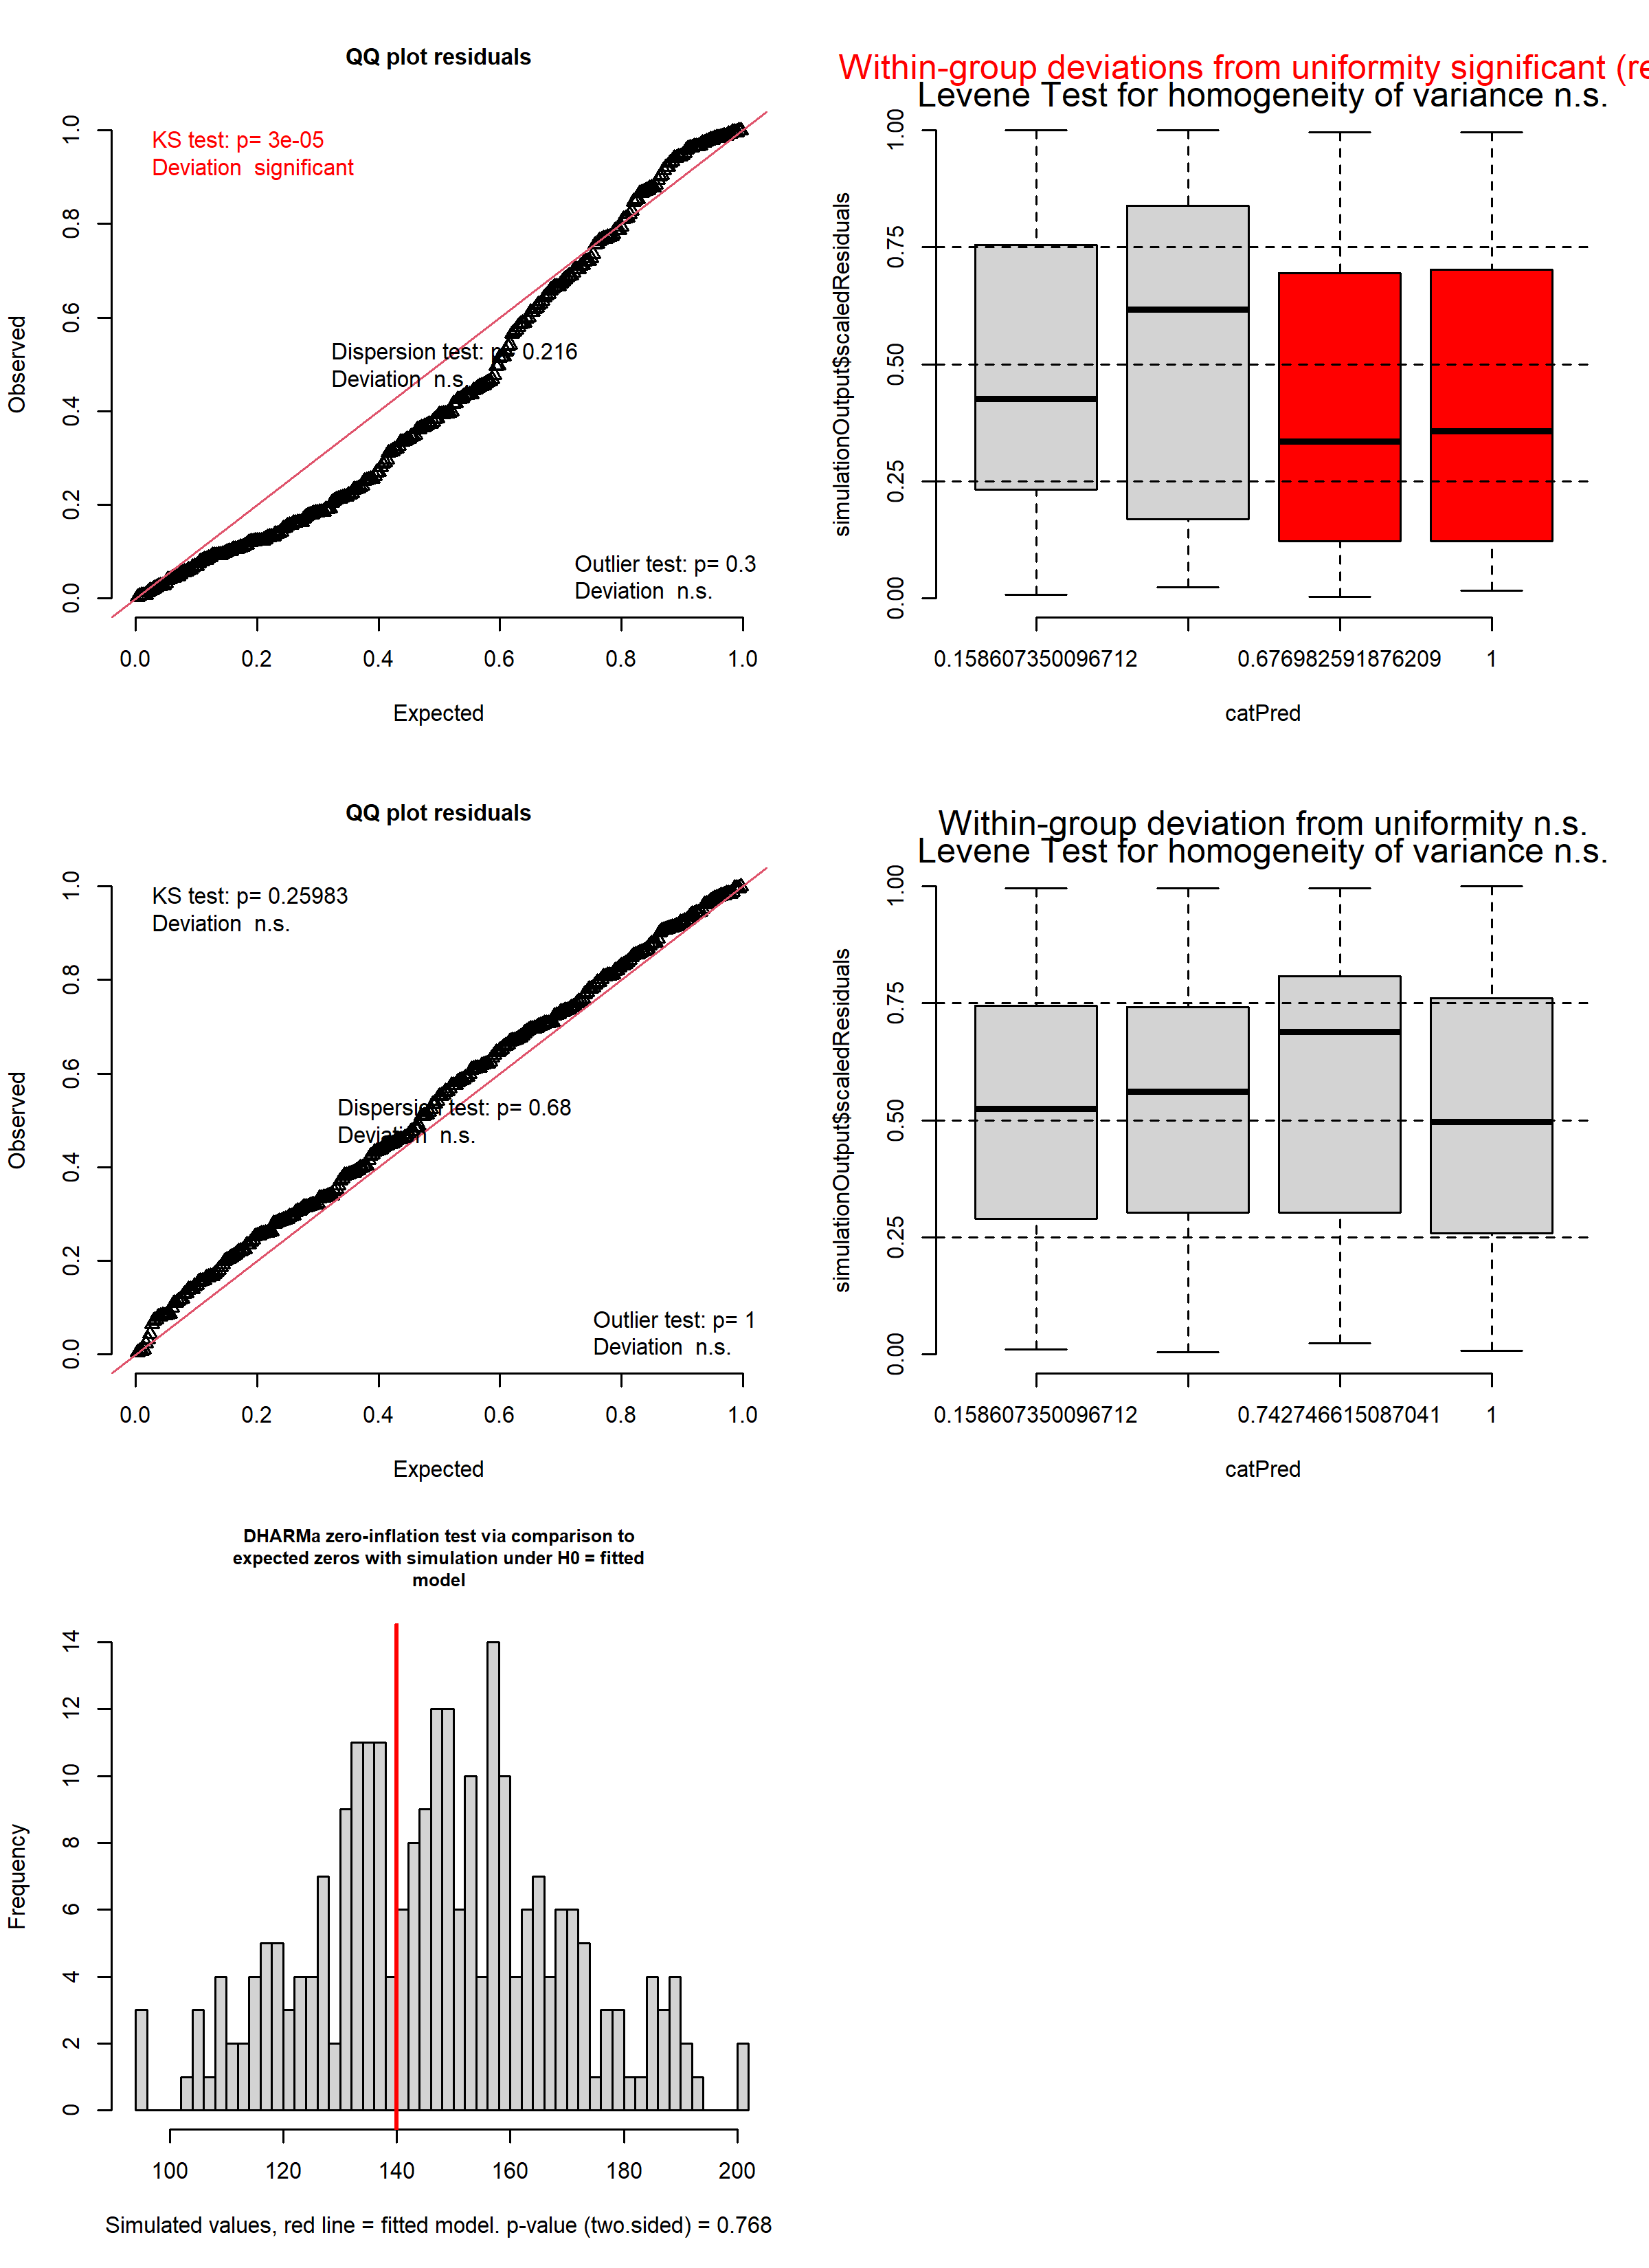 QQ plot residuals
KS test: p= 3e-05
Deviation  significant
Dispersion test: p= 0.216
Deviation  n.s.
Outlier test: p= 0.3
Deviation  n.s.
Observed
0.0 0.2 0.4 0.6 0.8 1.0
0.0 0.2 0.4 0.6 0.8 1.0
Expected
Within-group deviations from uniformity significant (re
Levene Test for homogeneity of variance n.s.
simulationOutput$scaledResiduals
0.00 0.25 0.50 0.75 1.00
0.158607350096712 0.676982591876209 1
catPred
QQ plot residuals
KS test: p= 0.25983
Deviation  n.s.
Dispersion test: p= 0.68
Deviation  n.s.
Outlier test: p= 1
Deviation  n.s.
Observed
0.0 0.2 0.4 0.6 0.8 1.0
0.0 0.2 0.4 0.6 0.8 1.0
Expected
Within-group deviation from uniformity n.s.
Levene Test for homogeneity of variance n.s.
simulationOutput$scaledResiduals
0.00 0.25 0.50 0.75 1.00
0.158607350096712 0.742746615087041 1
catPred
DHARMa zero-inflation test via comparison to
expected zeros with simulation under H0 = fitted
model
Frequency
0 2 4 6 8 10 12 14
100 120 140 160 180 200
Simulated values, red line = fitted model. p-value (two.sided) = 0.768